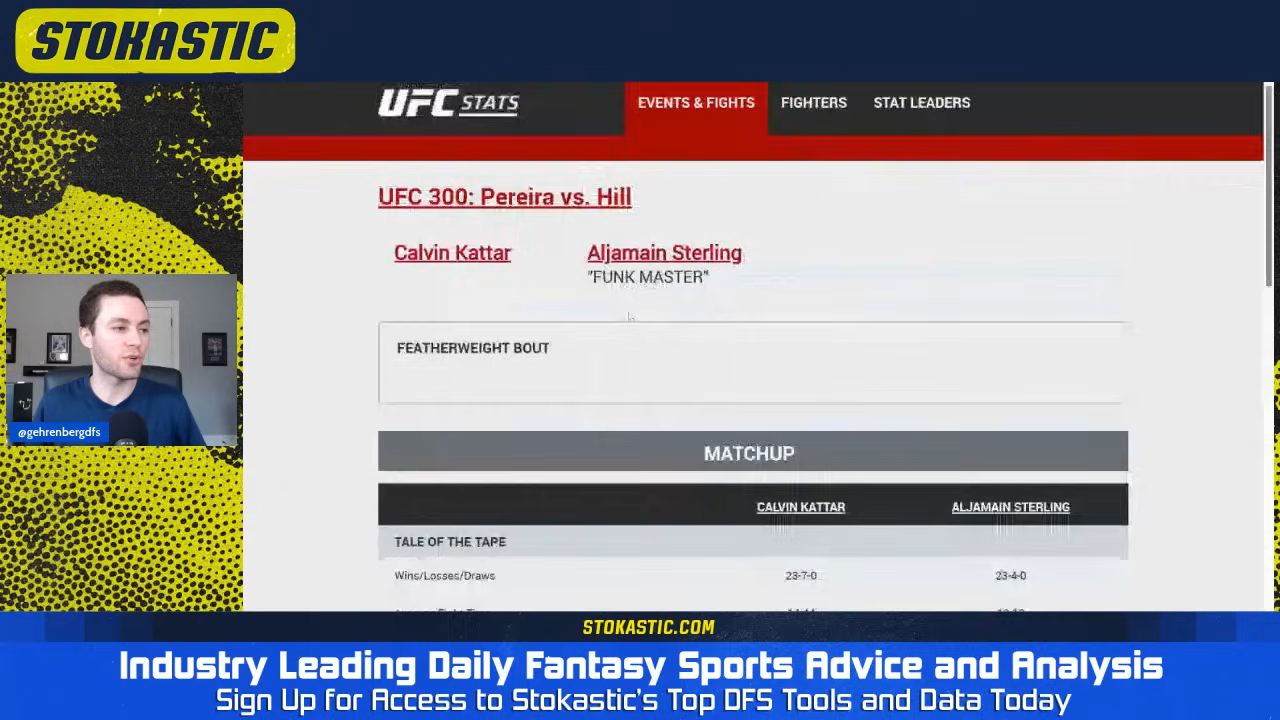 STOKASTIC
UFC STATS
EVENTS & FIGHTS
FIGHTERS
STAT LEADERS
UFC 300: Pereira vs. Hill
Calvin Kattar
Aljamain Sterling
"FUNK MASTER"
FEATHERWEIGHT BOUT
@gehrenbergdfs
MATCHUP
CALVIN KATTAR
ALJAMAIN STERLING
TALE OF THE TAPE
Wins/Losses/Draws
23-7-0
23-4-0
STOKASTIC.COM
Industry Leading Daily Fantasy Sports Advice and Analysis
Sign Up for Access to Stokastic's Top DFS Tools and Data Today